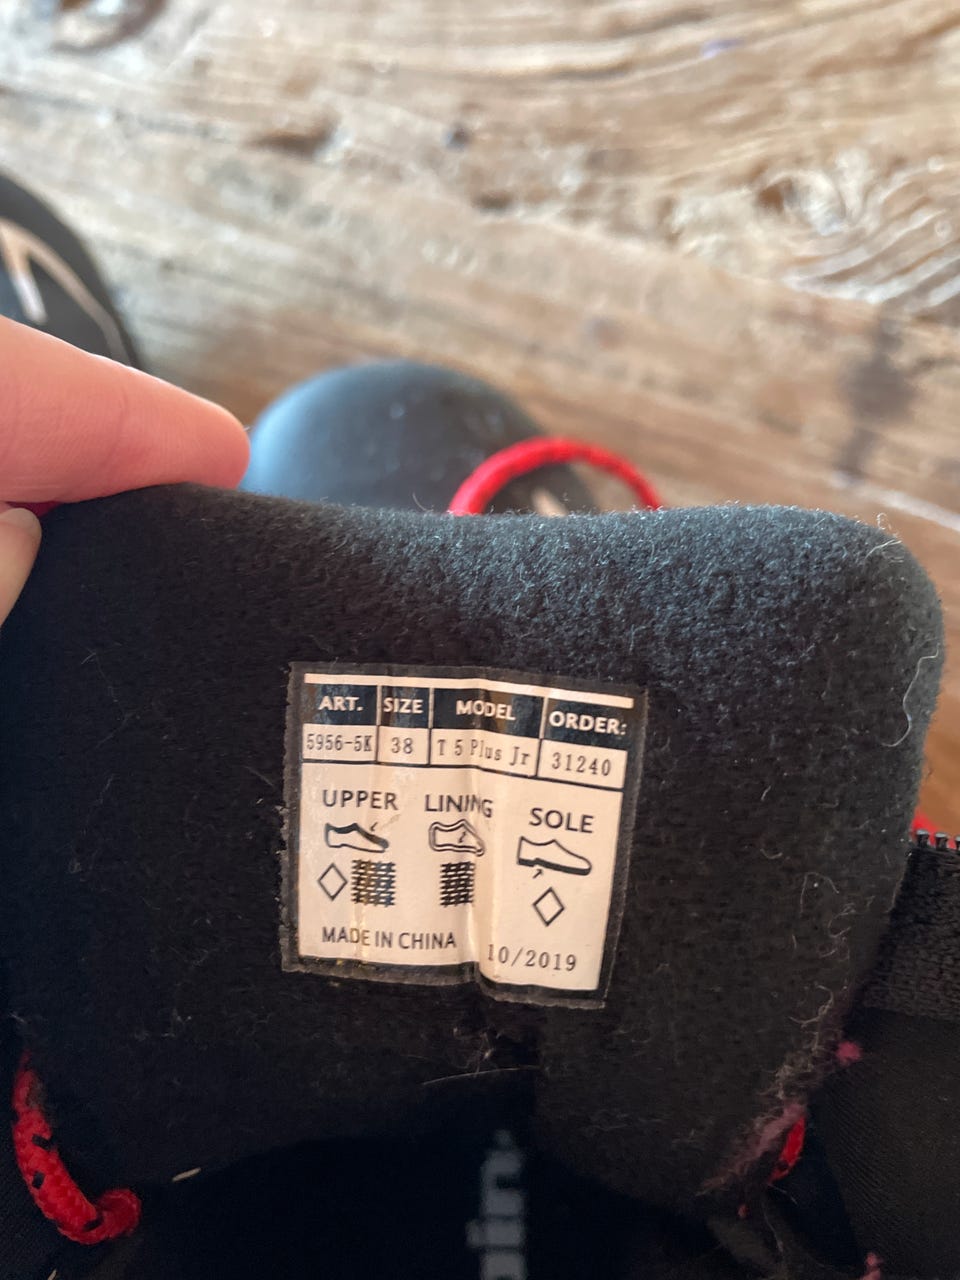 ART. SIZE MODEL ORDER:
5956-5K 38 T 5 Plus Jr 31240
UPPER LINING SOLE
MADE IN CHINA 10/2019